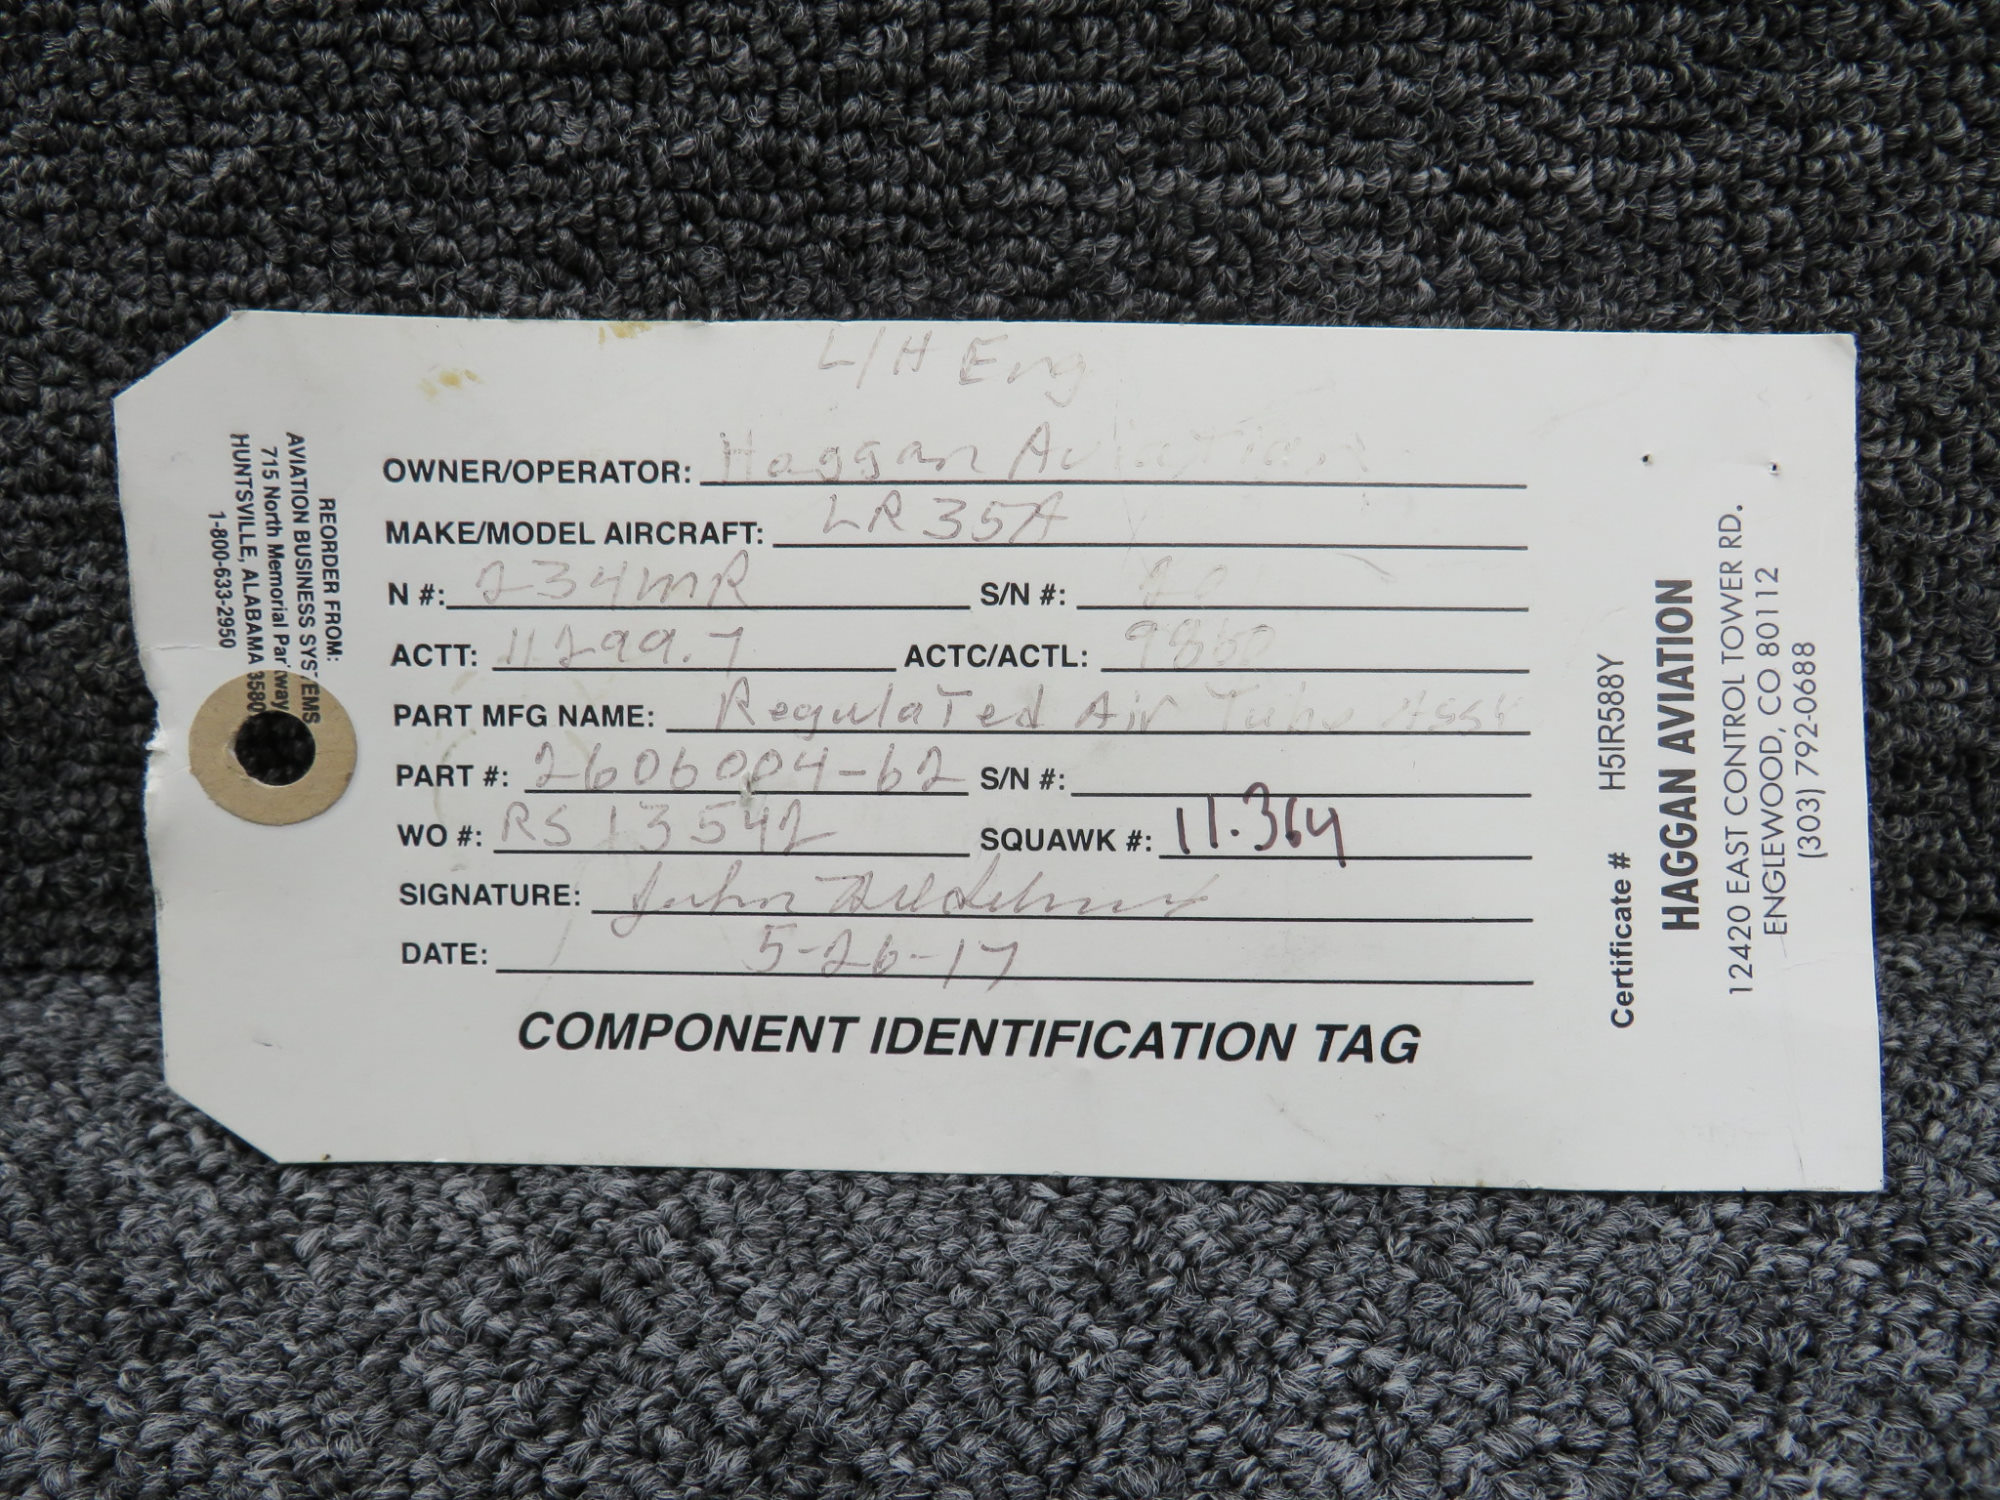 L/H Eng
OWNER/OPERATOR: Haggan Aviation
MAKE/MODEL AIRCRAFT: LR35A
N #: 234MR S/N #:
ACTT: 11299.7 ACTC/ACTL:
PART MFG NAME: Regulated Air Tube Assy
PART #: 2606004-62 S/N #:
WO #: RS13542 SQUAWK #: 11.364
SIGNATURE: John
DATE: 5-26-17
COMPONENT IDENTIFICATION TAG
REORDER FROM:
AVIATION BUSINESS SYSTEMS
715 North Memorial Parkway
HUNTSVILLE, ALABAMA 3580
1-800-633-2950
Certificate # H5IR588Y
HAGGAN AVIATION
12420 EAST CONTROL TOWER RD.
ENGLEWOOD, CO 80112
(303) 792-0688